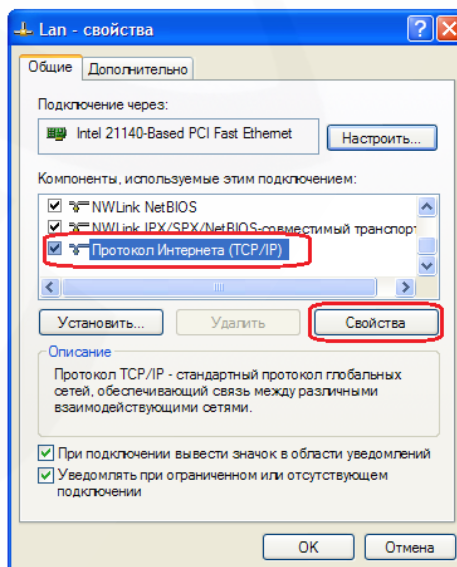 Lan - свойства
Общие Дополнительно
Подключение через:
Intel 21140-Based PCI Fast Ethernet Настроить...
Компоненты, используемые этим подключением:
NWLink NetBIOS
NWLink IPX/SPX/NetBIOS-совместимый транспорт
Протокол Интернета (TCP/IP)
Установить... Удалить Свойства
Описание
Протокол TCP/IP - стандартный протокол глобальных
сетей, обеспечивающий связь между различными
взаимодействующими сетями.
При подключении вывести значок в области уведомлений
Уведомлять при ограниченном или отсутствующем
подключении
OK Отмена